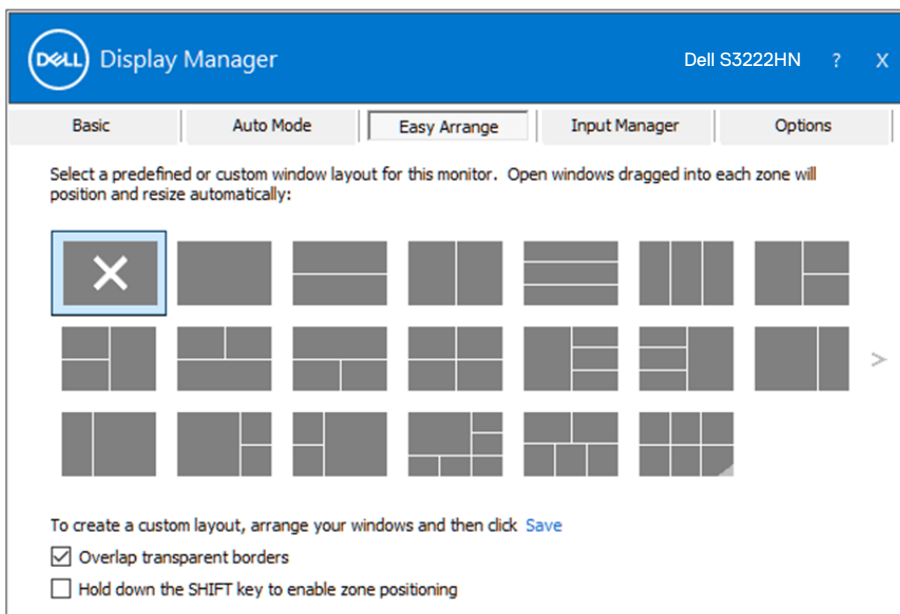 DELL Display Manager Dell S3222HN ? X
Basic Auto Mode Easy Arrange Input Manager Options
Select a predefined or custom window layout for this monitor. Open windows dragged into each zone will
position and resize automatically:
>
To create a custom layout, arrange your windows and then click Save
Overlap transparent borders
Hold down the SHIFT key to enable zone positioning